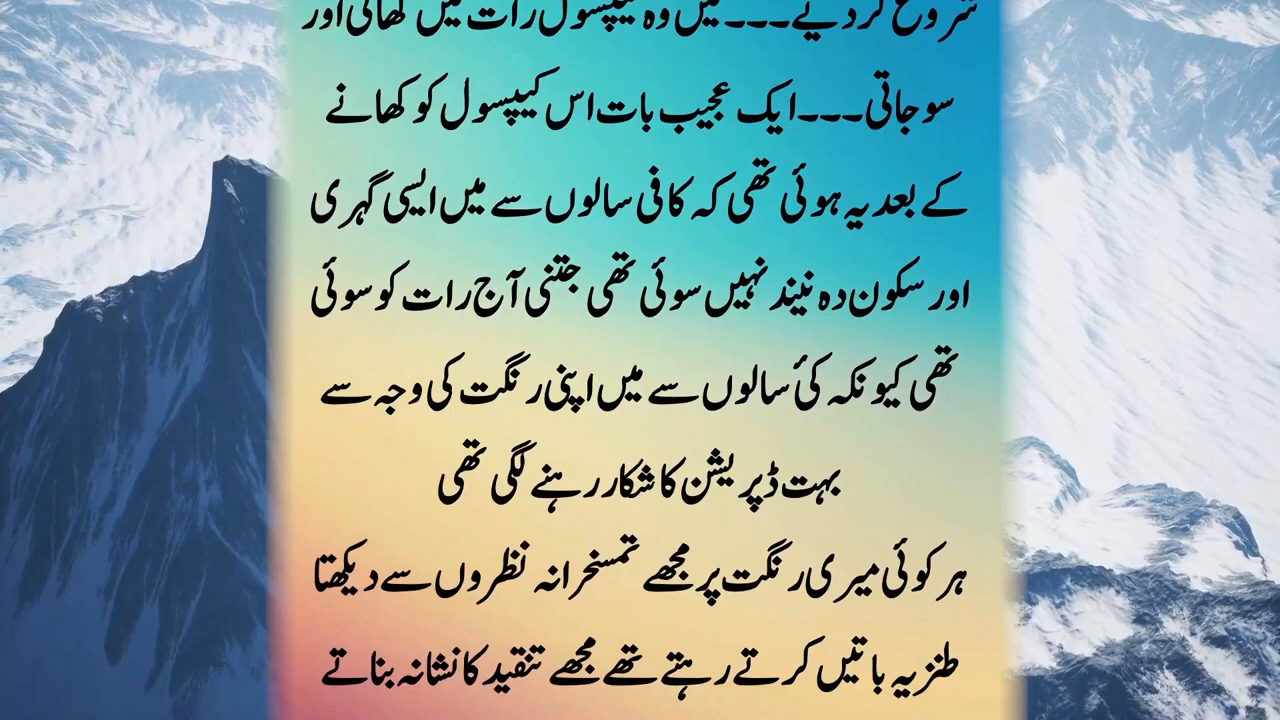 شروع کر دیے۔۔۔میں وہ کیپسول رات میں کھاتی اور
سو جاتی۔۔۔ایک عجیب بات اس کیپسول کو کھانے
کے بعد یہ ہوئی تھی کہ کافی سالوں سے میں ایسی گہری
اور سکون دہ نیند نہیں سوئی تھی جتنی آج رات کو سوئی
تھی کیونکہ کئ سالوں سے میں اپنی رنگت کی وجہ سے
بہت ڈپریشن کا شکار رہنے لگی تھی
ہر کوئی میری رنگت پر مجھے تمسخرانہ نظروں سے دیکھتا
طنزیہ باتیں کرتے رہتے تھے مجھے تنقید کا نشانہ بناتے